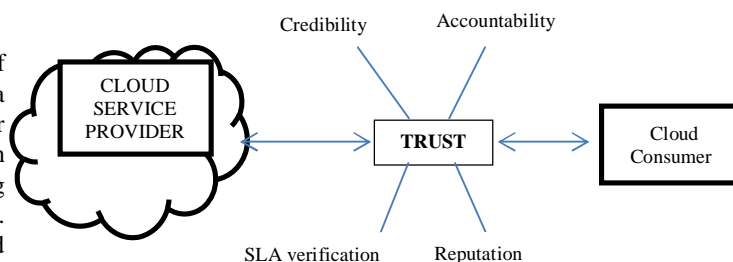 Credibility
Accountability
CLOUD
SERVICE
PROVIDER
TRUST
Cloud
Consumer
SLA verification
Reputation